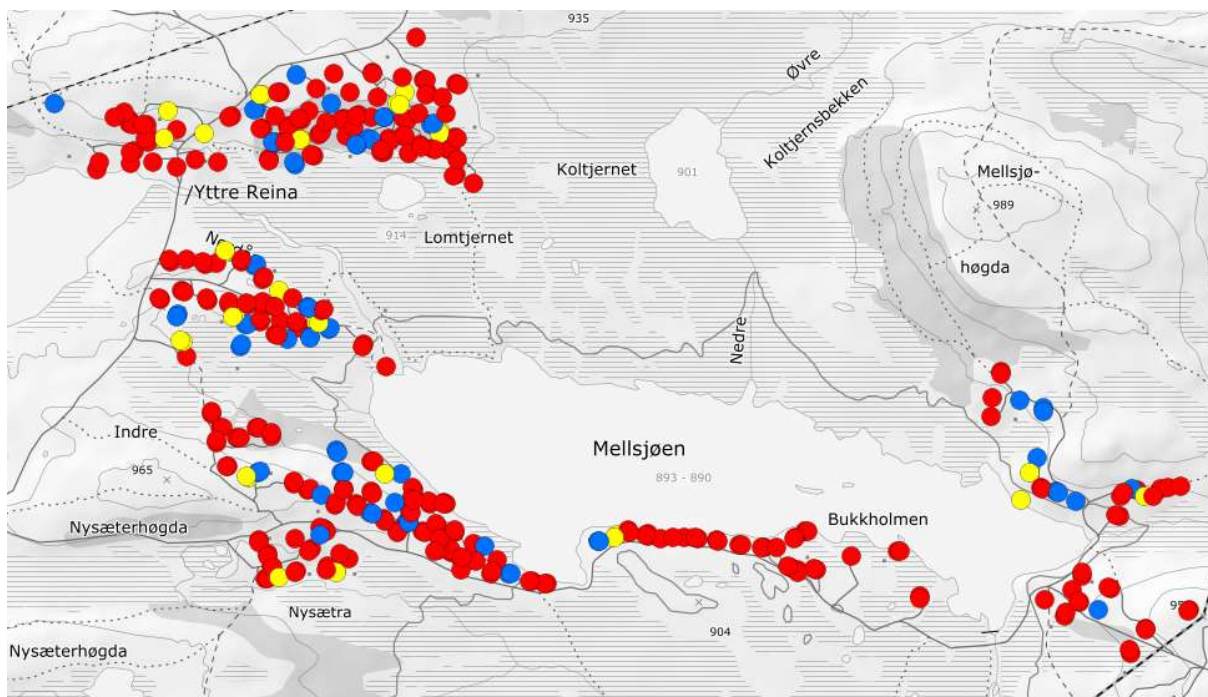 935
Øvre
Koltjernsbekken
Koltjernet
901
Mellsjø-
989
/Yttre Reina
914
Lomtjernet
høgda
Nedre
Indre
965
Mellsjøen
893 - 890
Nysæterhøgda
Bukkholmen
Nysætra
904
Nysæterhøgda